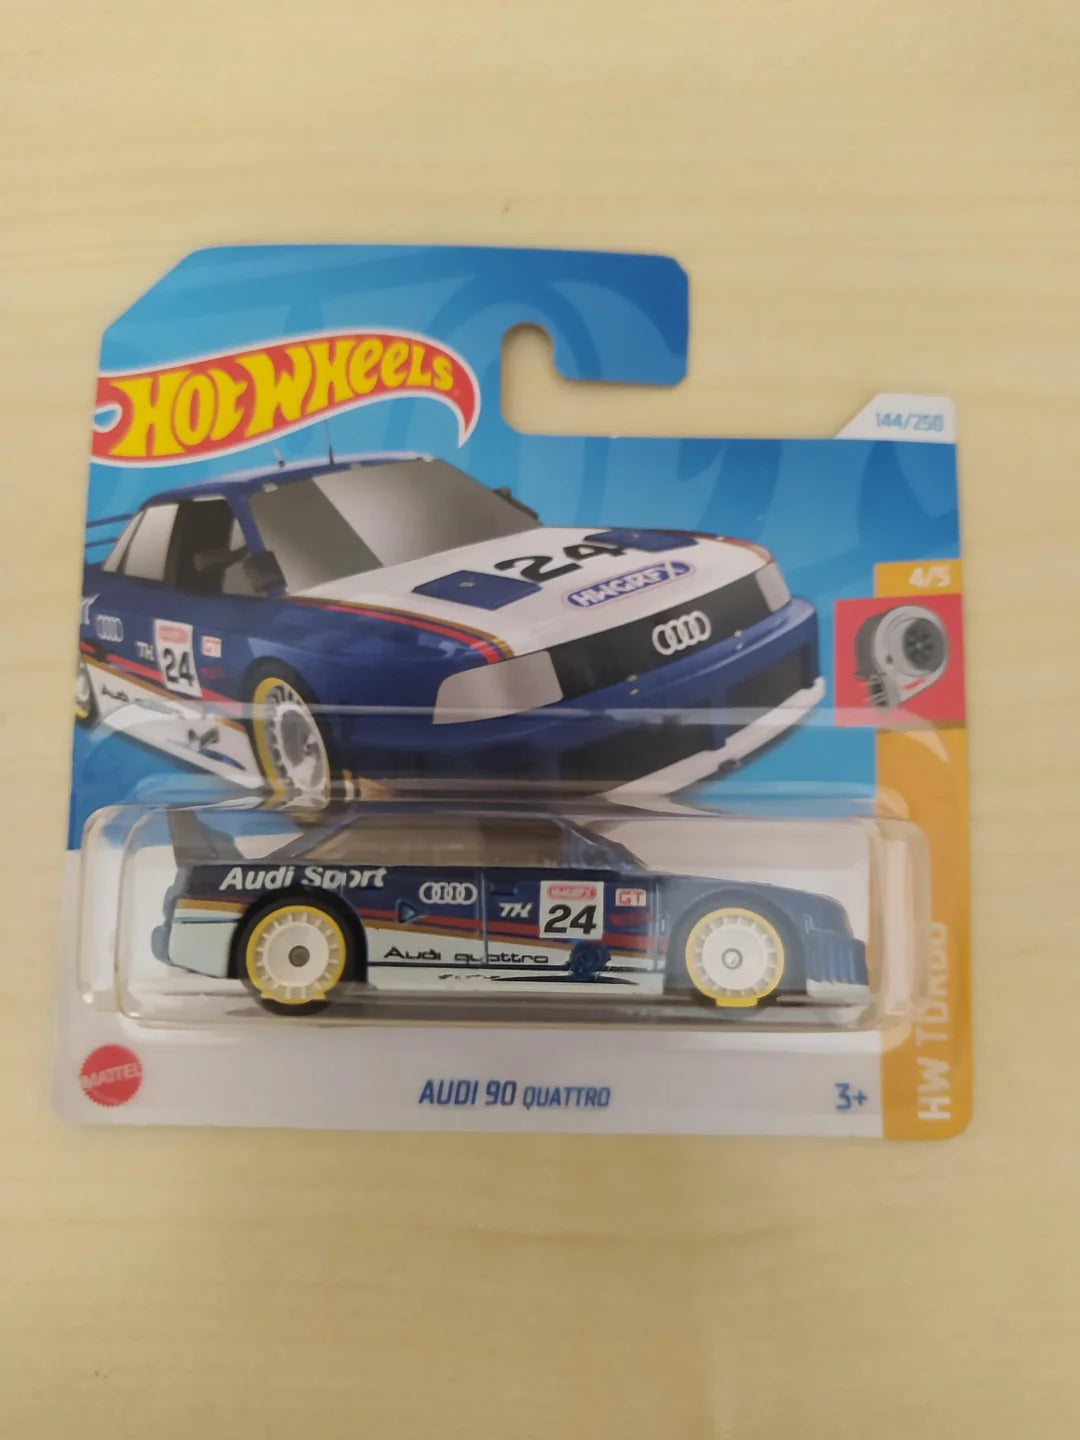 HOT WHEELS
144/250
4/5
24
HWGRFX
TH
24
GT
Audi Sport
TH
24
GT
Audi quattro
HW TURBO
MATTEL
AUDI 90 QUATTRO
3+